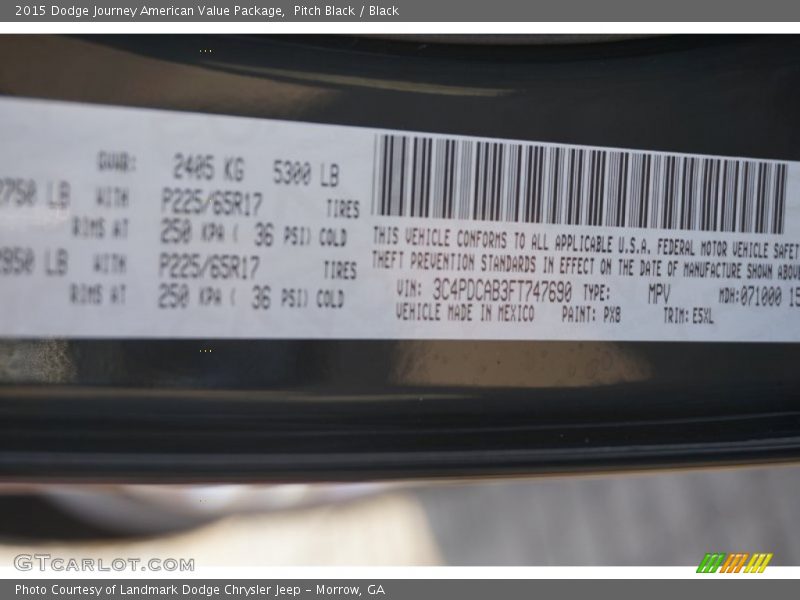 2015 Dodge Journey American Value Package, Pitch Black / Black
GVWR: 2405 KG 5300 LB
2750 LB WITH P225/65R17 TIRES
RIMS AT 250 KPA ( 36 PSI) COLD
2950 LB WITH P225/65R17 TIRES
RIMS AT 250 KPA ( 36 PSI) COLD
THIS VEHICLE CONFORMS TO ALL APPLICABLE U.S.A. FEDERAL MOTOR VEHICLE SAFET
THEFT PREVENTION STANDARDS IN EFFECT ON THE DATE OF MANUFACTURE SHOWN ABOVE
VIN: 3C4PDCAB3FT747690 TYPE: MPV MDH:071000 15
VEHICLE MADE IN MEXICO PAINT: PX8 TRIM: E5XL
GTCARLOT.COM
Photo Courtesy of Landmark Dodge Chrysler Jeep – Morrow, GA